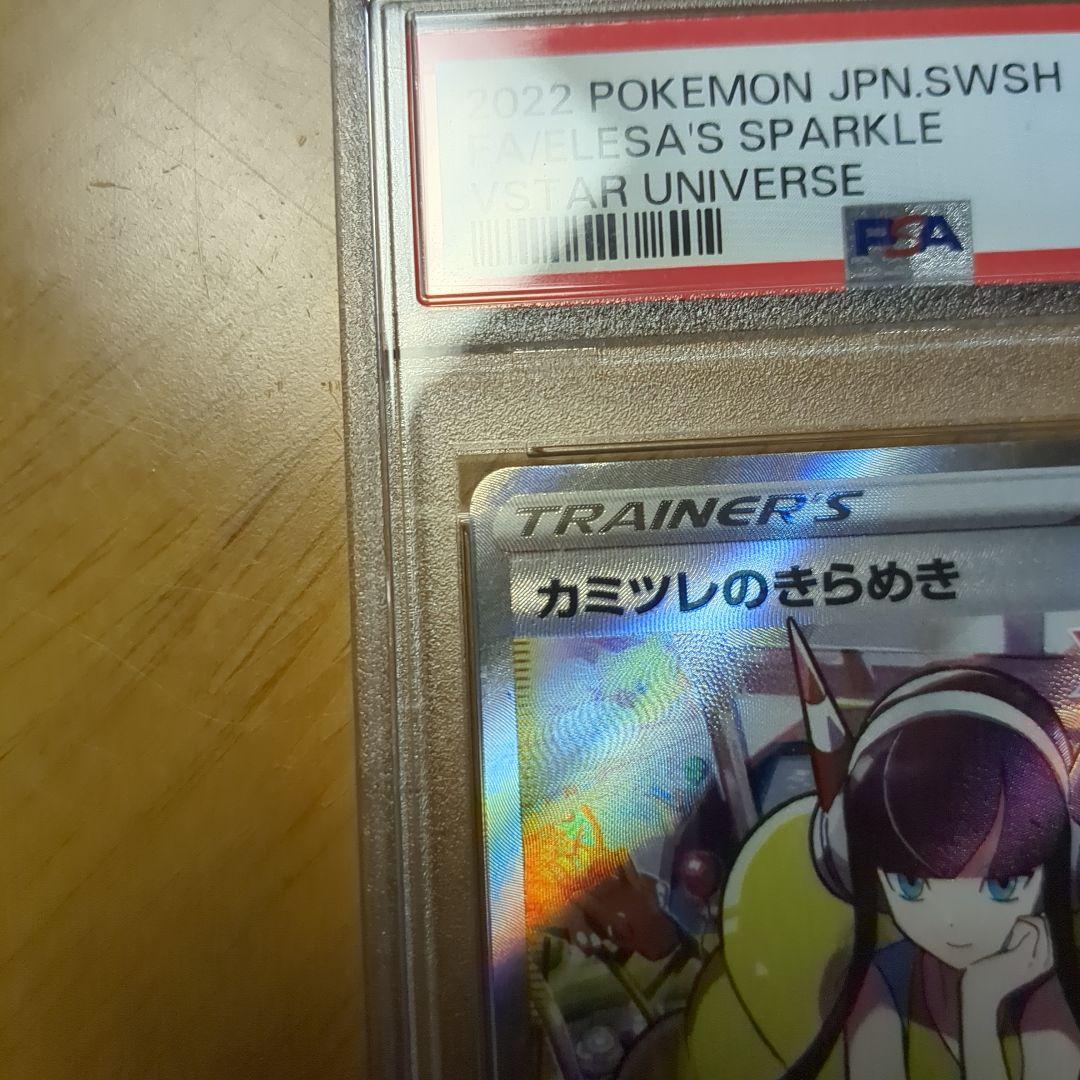 2022 POKEMON JPN.SWSH
FA/ELESA'S SPARKLE
VSTAR UNIVERSE
PSA
TRAINER'S
カミツレのきらめき